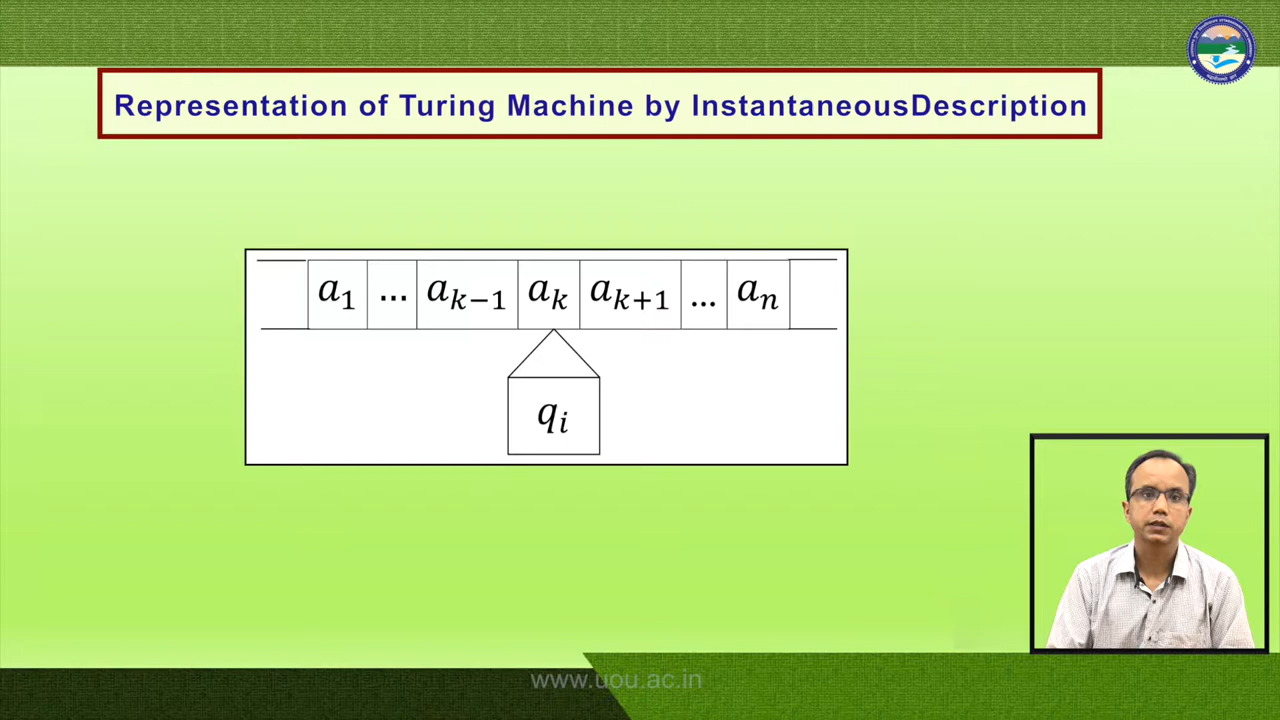 Representation of Turing Machine by InstantaneousDescription
a₁ ... aₖ₋₁ aₖ aₖ₊₁ ... aₙ
qᵢ
www.uou.ac.in